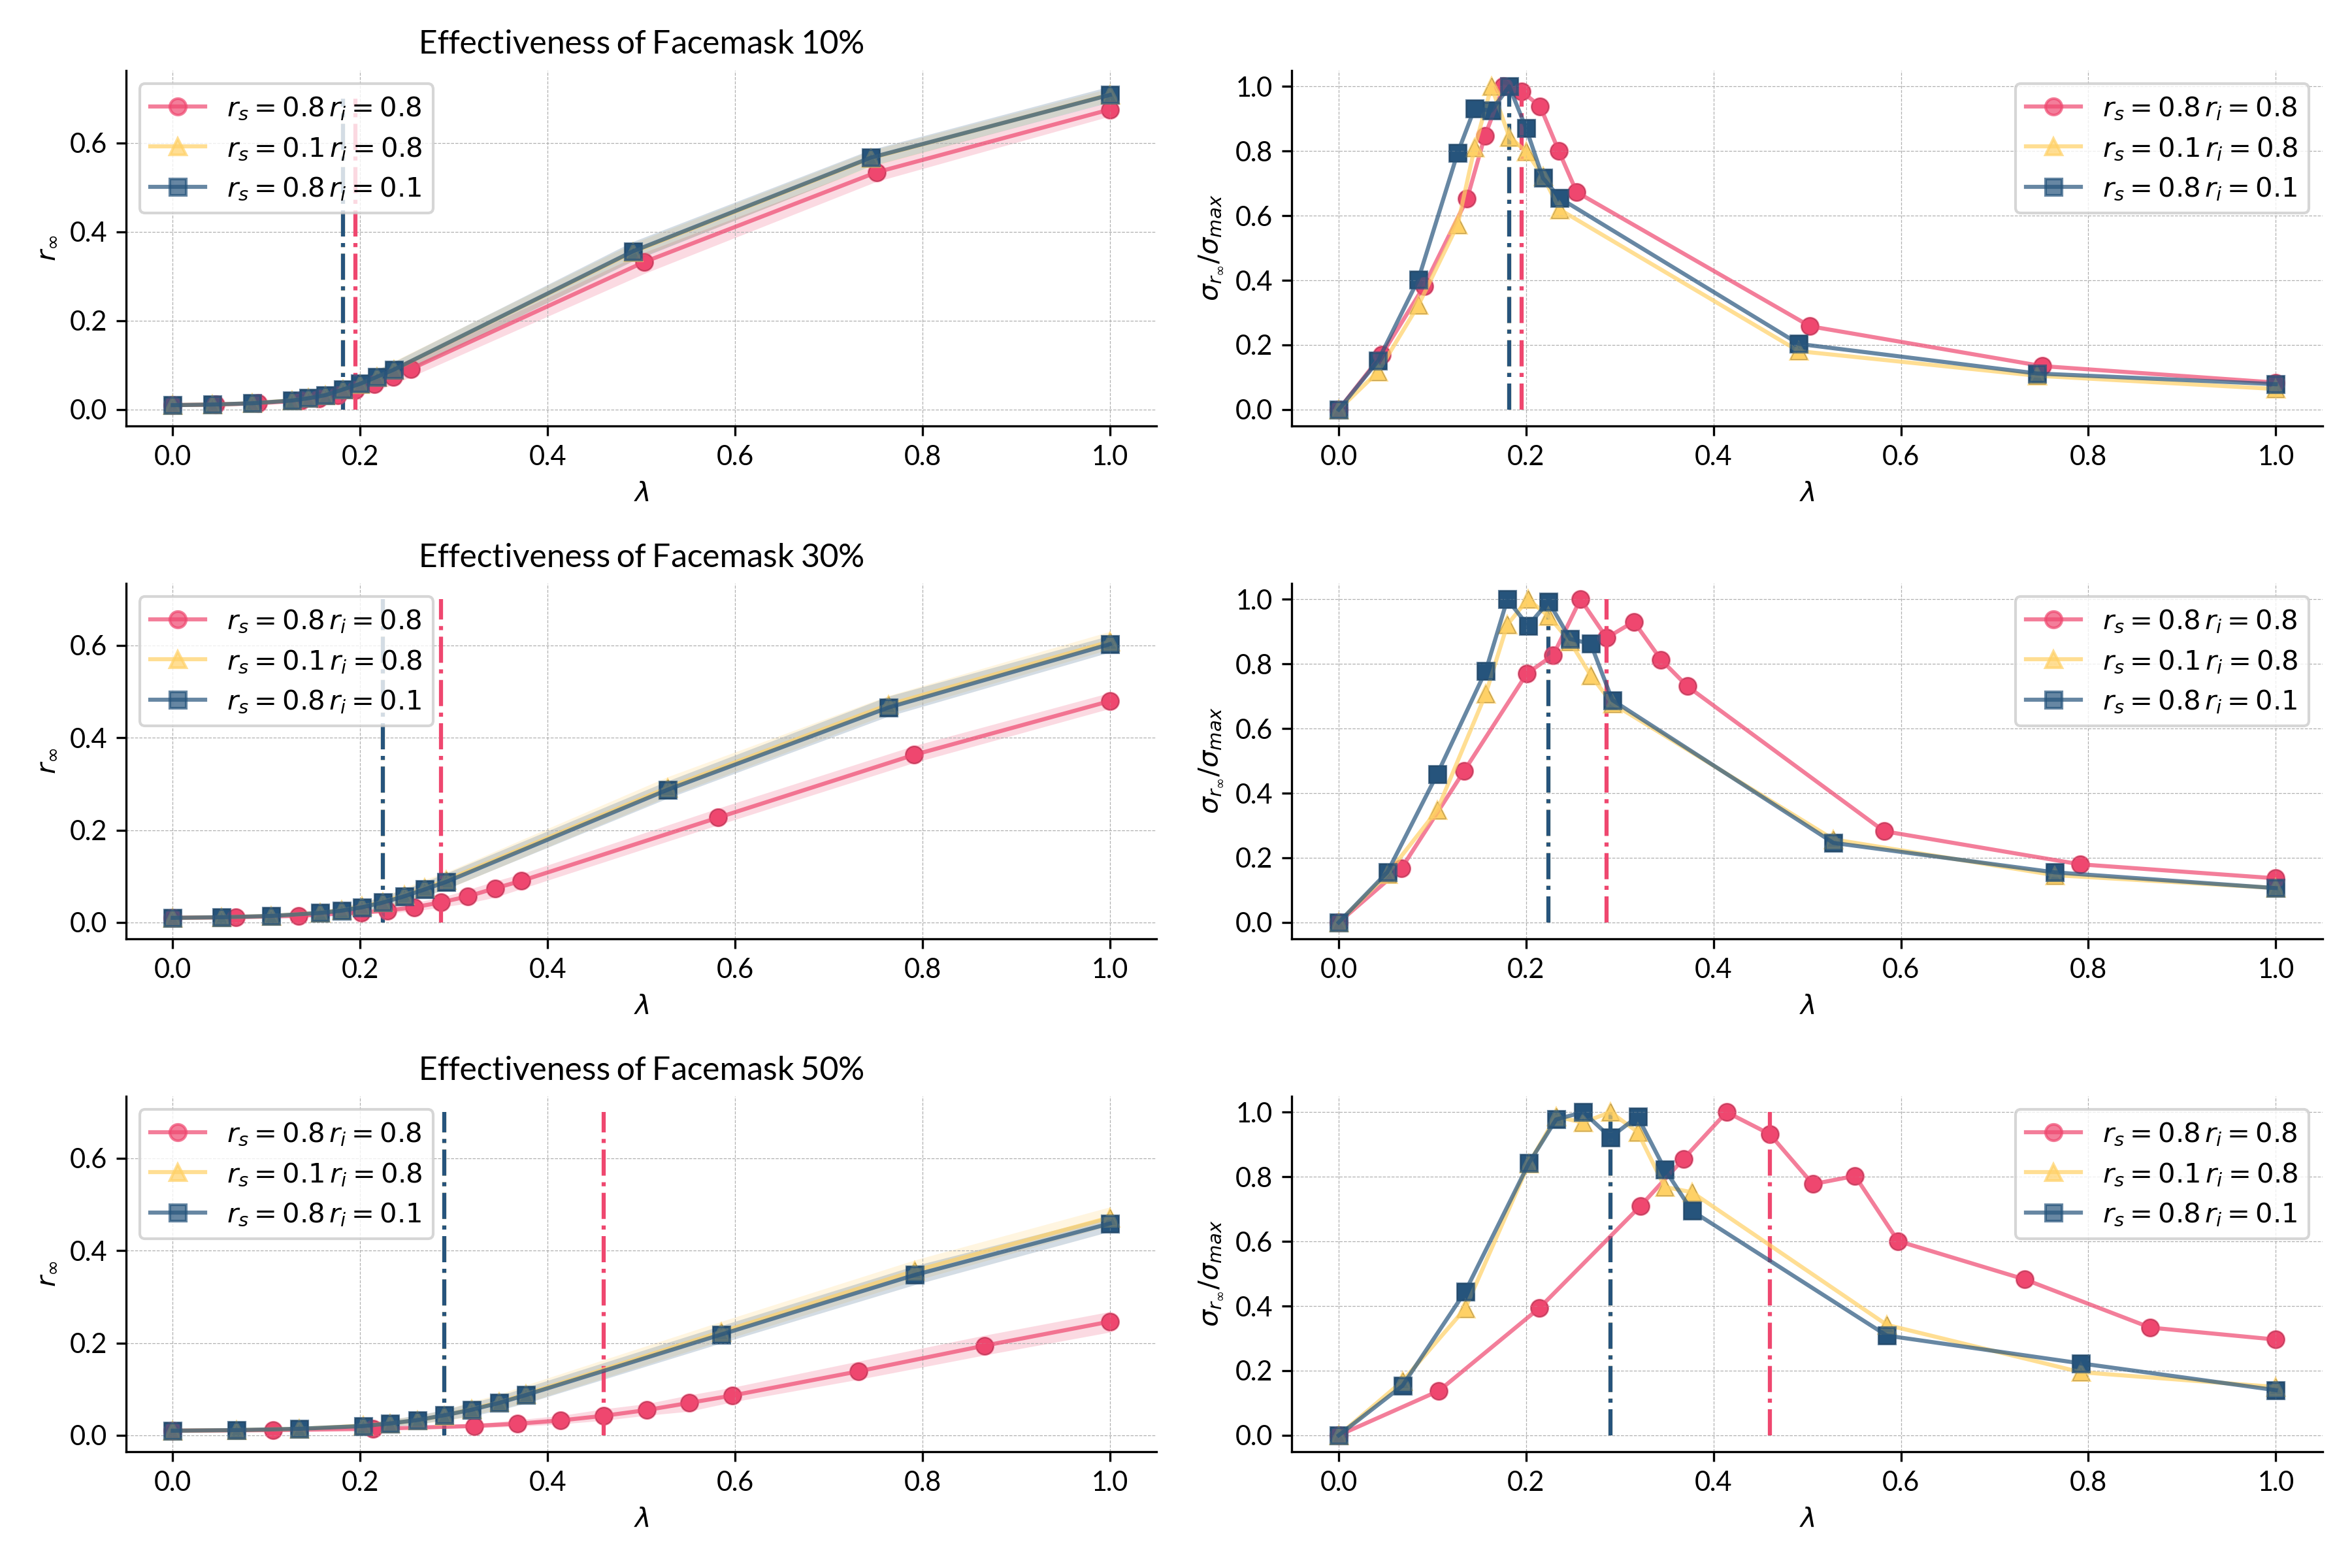 Effectiveness of Facemask 10%
r∞
0.6
0.4
0.2
0.0
r_s = 0.8 r_i = 0.8
r_s = 0.1 r_i = 0.8
r_s = 0.8 r_i = 0.1
0.0 0.2 0.4 0.6 0.8 1.0
λ
σ_r∞/σ_max
1.0
0.8
0.6
0.4
0.2
0.0
r_s = 0.8 r_i = 0.8
r_s = 0.1 r_i = 0.8
r_s = 0.8 r_i = 0.1
0.0 0.2 0.4 0.6 0.8 1.0
λ
Effectiveness of Facemask 30%
r∞
0.6
0.4
0.2
0.0
r_s = 0.8 r_i = 0.8
r_s = 0.1 r_i = 0.8
r_s = 0.8 r_i = 0.1
0.0 0.2 0.4 0.6 0.8 1.0
λ
σ_r∞/σ_max
1.0
0.8
0.6
0.4
0.2
0.0
r_s = 0.8 r_i = 0.8
r_s = 0.1 r_i = 0.8
r_s = 0.8 r_i = 0.1
0.0 0.2 0.4 0.6 0.8 1.0
λ
Effectiveness of Facemask 50%
r∞
0.6
0.4
0.2
0.0
r_s = 0.8 r_i = 0.8
r_s = 0.1 r_i = 0.8
r_s = 0.8 r_i = 0.1
0.0 0.2 0.4 0.6 0.8 1.0
λ
σ_r∞/σ_max
1.0
0.8
0.6
0.4
0.2
0.0
r_s = 0.8 r_i = 0.8
r_s = 0.1 r_i = 0.8
r_s = 0.8 r_i = 0.1
0.0 0.2 0.4 0.6 0.8 1.0
λ